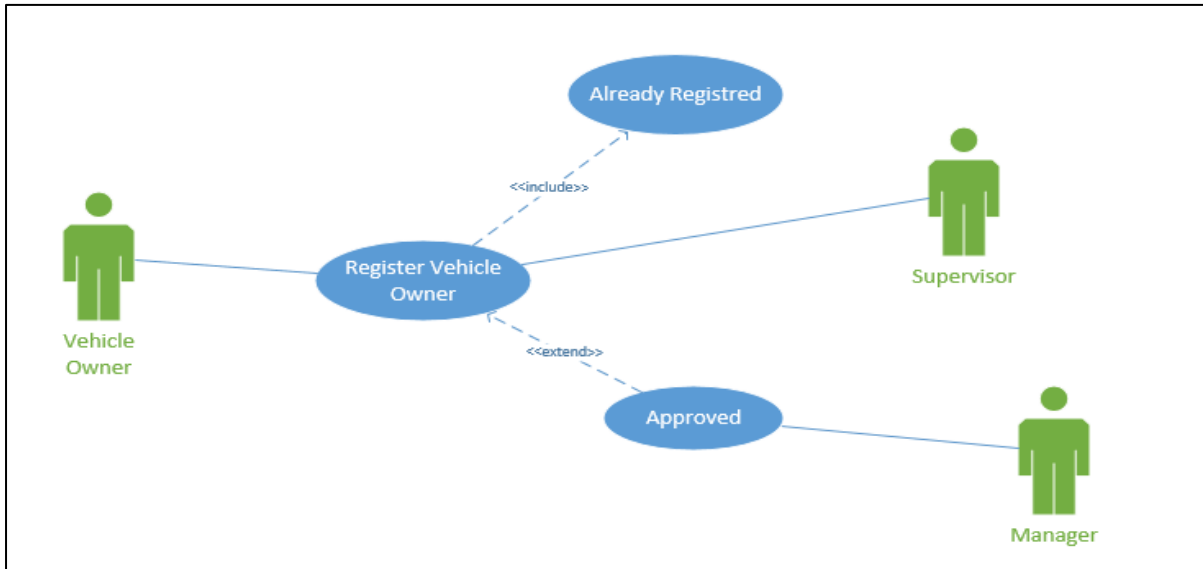 Already Registred
<<include>>
Register Vehicle
Owner
Supervisor
Vehicle
Owner
<<extend>>
Approved
Manager